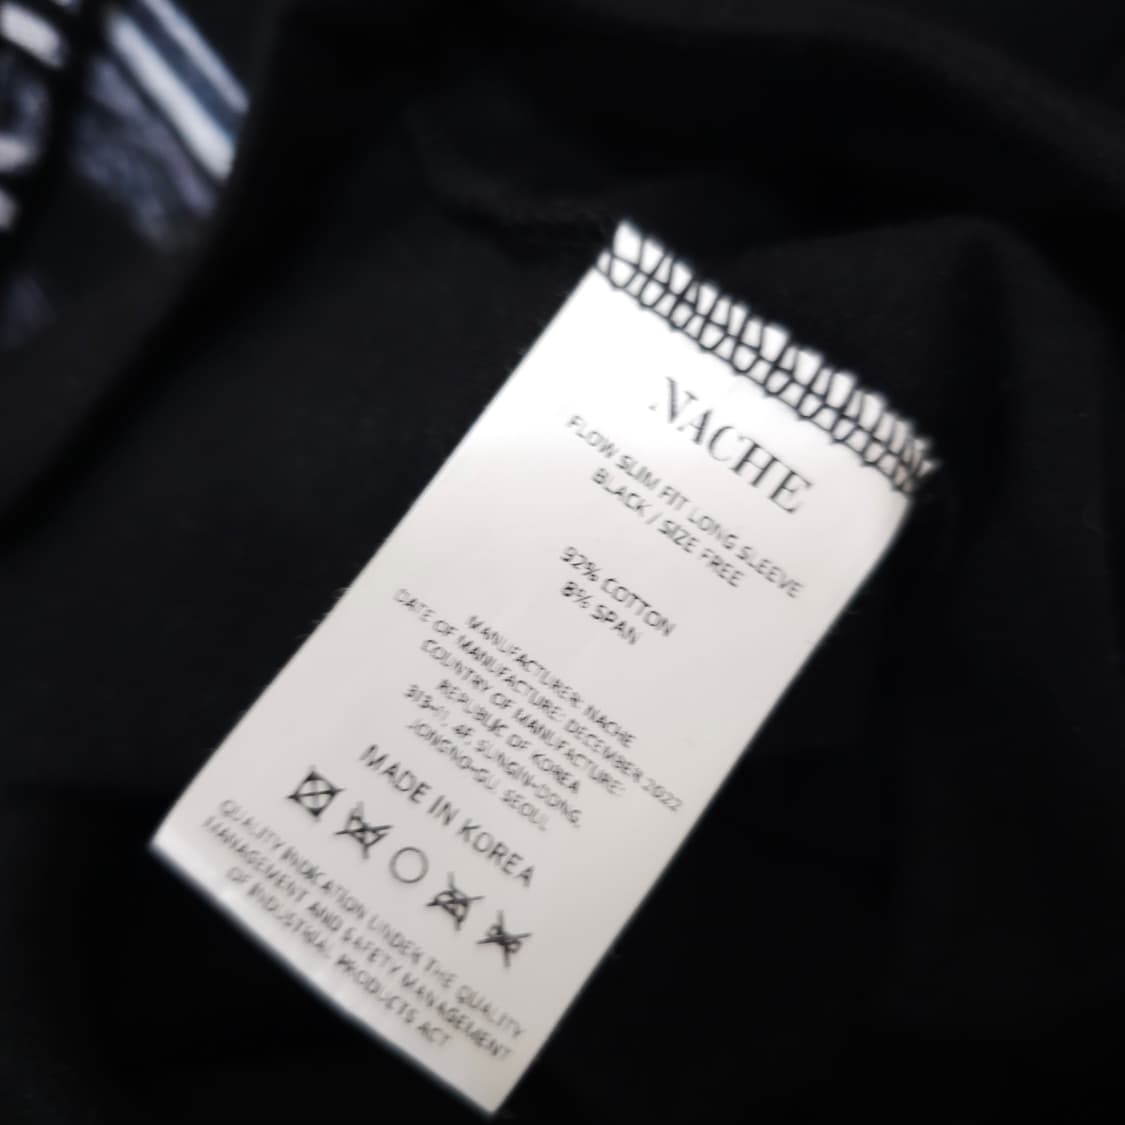 NACHE
FLOW SLIM FIT LONG SLEEVE
BLACK / SIZE FREE
92% COTTON
8% SPAN
MANUFACTURER: NACHE
DATE OF MANUFACTURE: DECEMBER 2022
COUNTRY OF MANUFACTURE:
REPUBLIC OF KOREA
313-11, 4F, SUNGIN-DONG,
JONGNO-GU, SEOUL
MADE IN KOREA
QUALITY INDICATION UNDER THE QUALITY
MANAGEMENT AND SAFETY MANAGEMENT
OF INDUSTRIAL PRODUCTS ACT